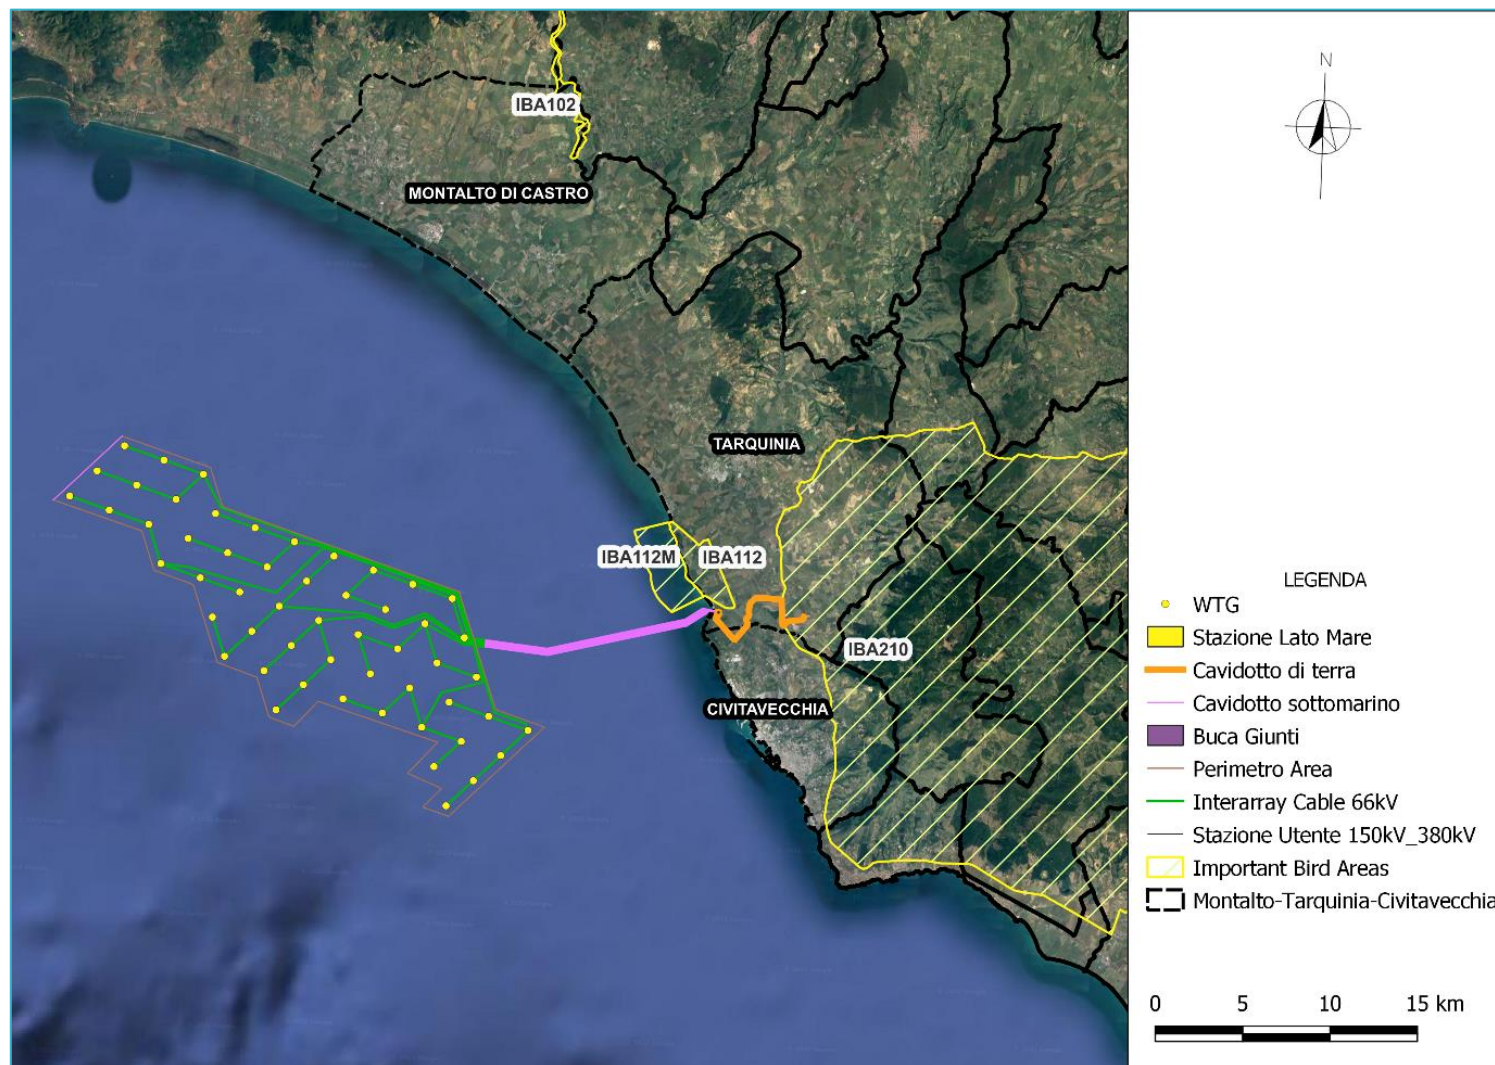 N
IBA102
MONTALTO DI CASTRO
TARQUINIA
IBA112M
IBA112
IBA210
CIVITAVECCHIA
LEGENDA
WTG
Stazione Lato Mare
Cavidotto di terra
Cavidotto sottomarino
Buca Giunti
Perimetro Area
Interarray Cable 66kV
Stazione Utente 150kV_380kV
Important Bird Areas
Montalto-Tarquinia-Civitavecchia
0 5 10 15 km